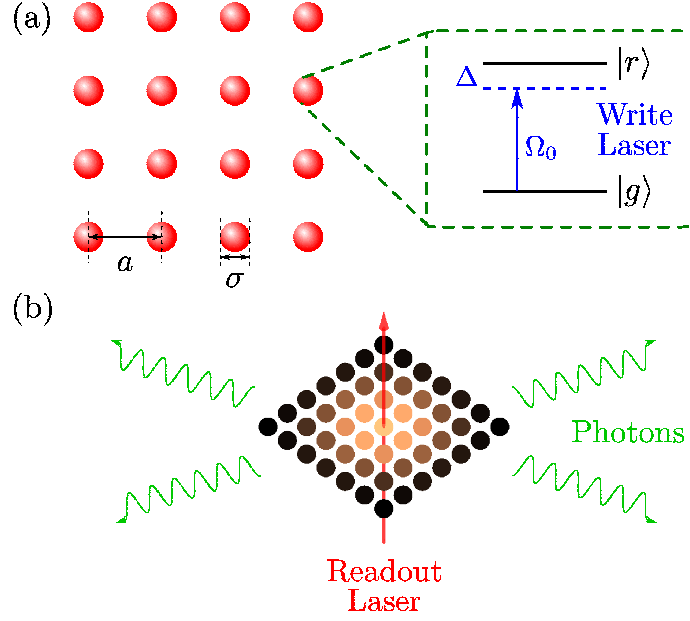 (a)
|r⟩
Δ
Write
Laser
Ω₀
|g⟩
a
σ
(b)
Photons
Readout
Laser